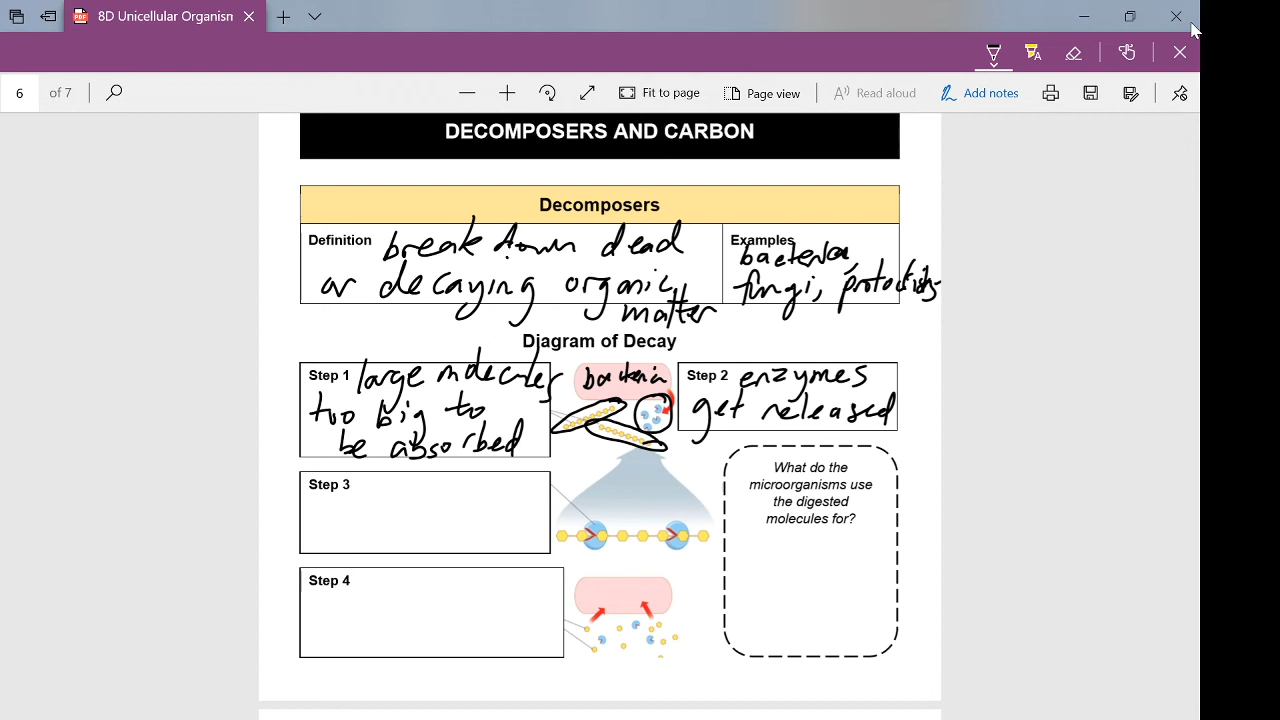 8D Unicellular Organism
6 of 7
Fit to page
Page view
Read aloud
Add notes
DECOMPOSERS AND CARBON
Decomposers
Definition break down dead
or decaying organic
matter
Examples
bacteria,
fungi, protoctists
Diagram of Decay
Step 1 large molecules
too big to
be absorbed
bacteria
Step 2 enzymes
get released
Step 3
What do the
microorganisms use
the digested
molecules for?
Step 4